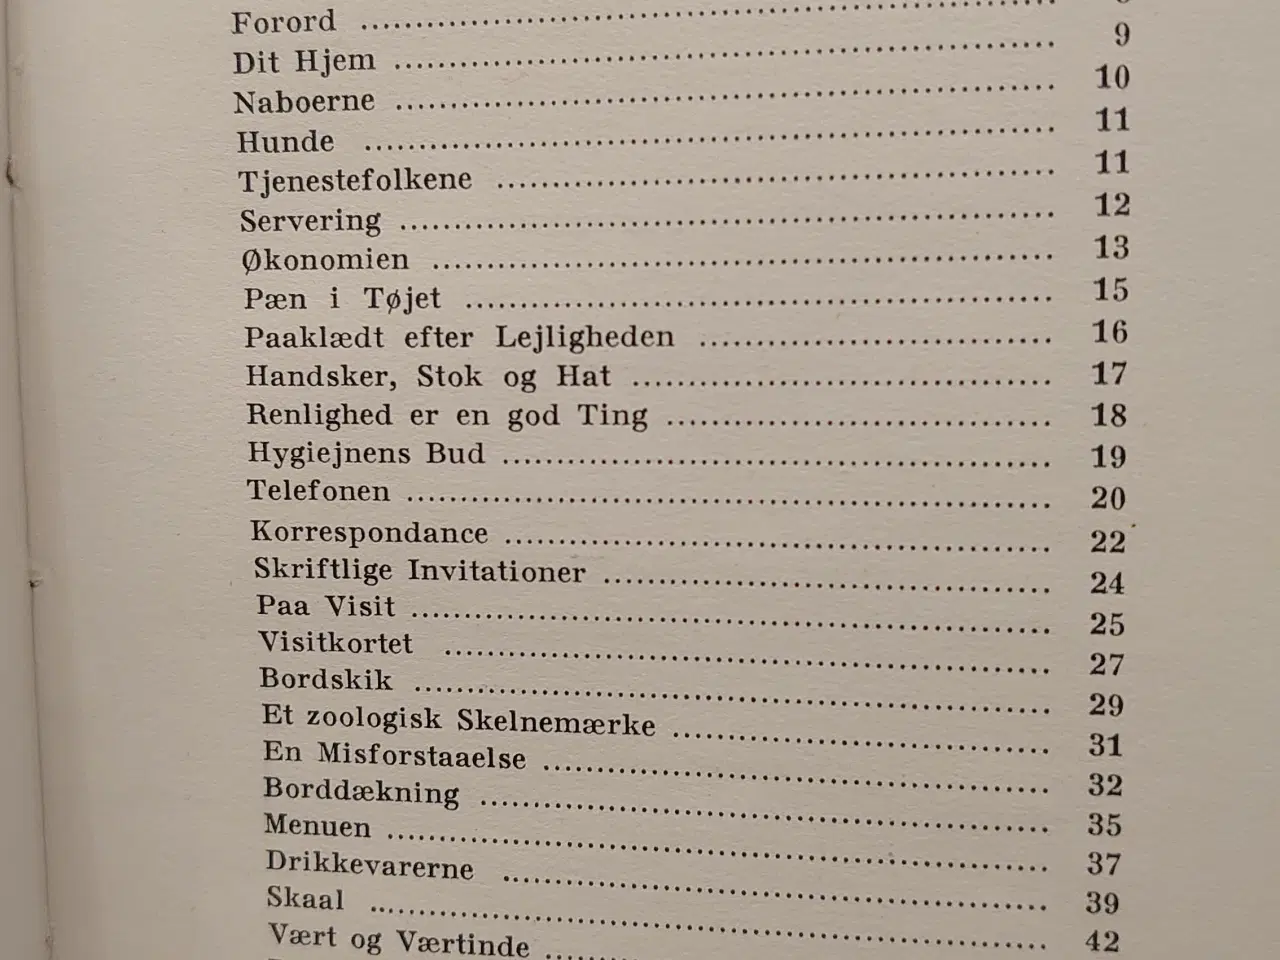 Forord ........................................
Dit Hjem ........................................ 9
Naboerne ........................................ 10
Hunde ........................................ 11
Tjenestefolkene ........................................ 11
Servering ........................................ 12
Økonomien ........................................ 13
Pæn i Tøjet ........................................ 15
Paaklædt efter Lejligheden ........................................ 16
Handsker, Stok og Hat ........................................ 17
Renlighed er en god Ting ........................................ 18
Hygiejnens Bud ........................................ 19
Telefonen ........................................ 20
Korrespondance ........................................ 22
Skriftlige Invitationer ........................................ 24
Paa Visit ........................................ 25
Visitkortet ........................................ 27
Bordskik ........................................ 29
Et zoologisk Skelnemærke ........................................ 31
En Misforstaaelse ........................................ 32
Borddækning ........................................ 35
Menuen ........................................ 37
Drikkevarerne ........................................ 39
Skaal ........................................ 42
Vært og Værtinde ........